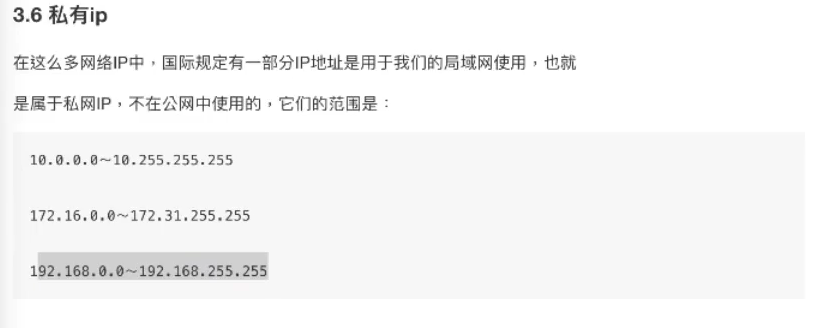 3.6 私有ip
在这么多网络IP中，国际规定有一部分IP地址是用于我们的局域网使用，也就
是属于私网IP，不在公网中使用的，它们的范围是：
10.0.0.0～10.255.255.255
172.16.0.0～172.31.255.255
192.168.0.0～192.168.255.255